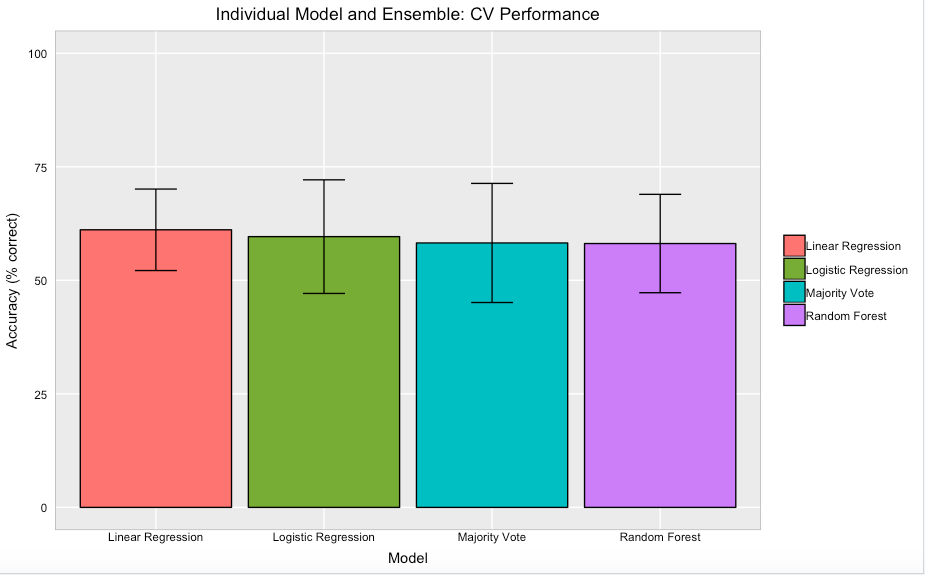 Individual Model and Ensemble: CV Performance
Accuracy (% correct)
100
75
50
25
0
Linear Regression
Logistic Regression
Majority Vote
Random Forest
Model
Linear Regression
Logistic Regression
Majority Vote
Random Forest